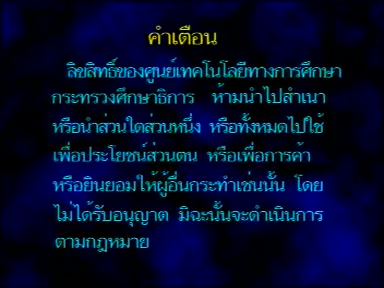 คำเตือน
ลิขสิทธิ์ของศูนย์เทคโนโลยีทางการศึกษา
กระทรวงศึกษาธิการ ห้ามนำไปสำเนา
หรือนำส่วนใดส่วนหนึ่ง หรือทั้งหมดไปใช้
เพื่อประโยชน์ส่วนตน หรือเพื่อการค้า
หรือยินยอมให้ผู้อื่นกระทำเช่นนั้น โดย
ไม่ได้รับอนุญาต มิฉะนั้นจะดำเนินการ
ตามกฎหมาย